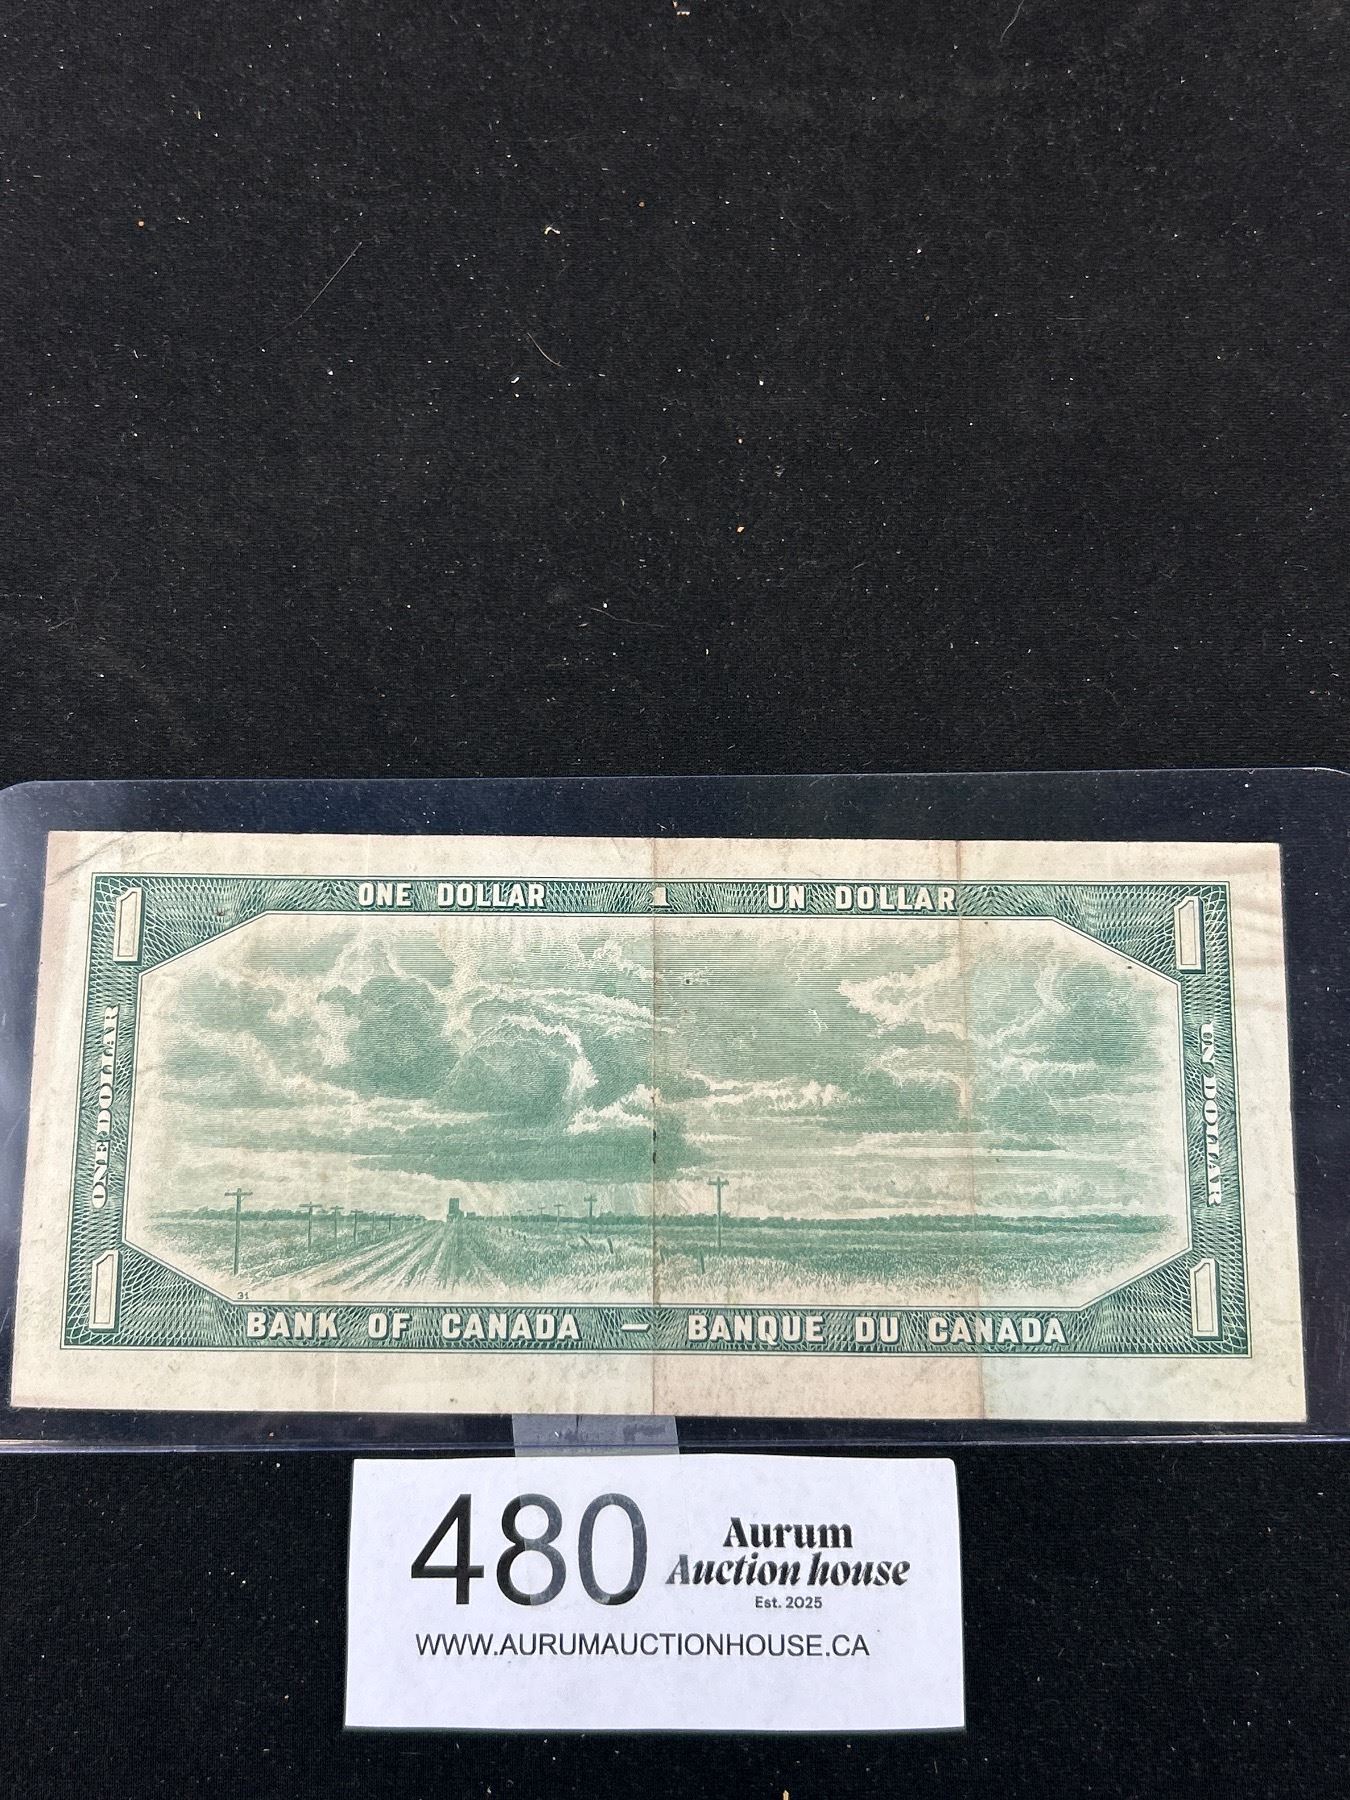 ONE DOLLAR 1 UN DOLLAR
1 1
ONE DOLLAR
UN DOLLAR
1 1
31
BANK OF CANADA – BANQUE DU CANADA
480
Aurum
Auction house
Est. 2025
WWW.AURUMAUCTIONHOUSE.CA